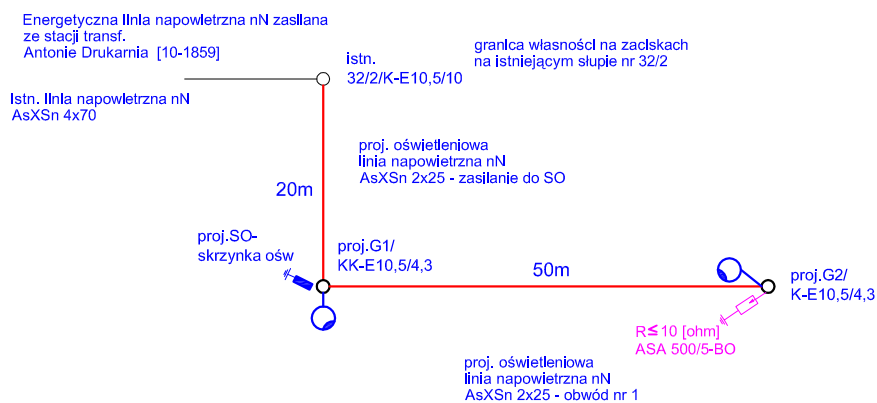 Energetyczna linia napowietrzna nN zasilana
ze stacji transf.
Antonie Drukarnia [10-1859]
istn.
32/2/K-E10,5/10
granica własności na zaciskach
na istniejącym słupie nr 32/2
Istn. linia napowietrzna nN
AsXSn 4x70
proj. oświetleniowa
linia napowietrzna nN
AsXSn 2x25 - zasilanie do SO
20m
proj.SO-
skrzynka ośw
proj.G1/
KK-E10,5/4,3
50m
proj.G2/
K-E10,5/4,3
R≤10 [ohm]
ASA 500/5-BO
proj. oświetleniowa
linia napowietrzna nN
AsXSn 2x25 - obwód nr 1